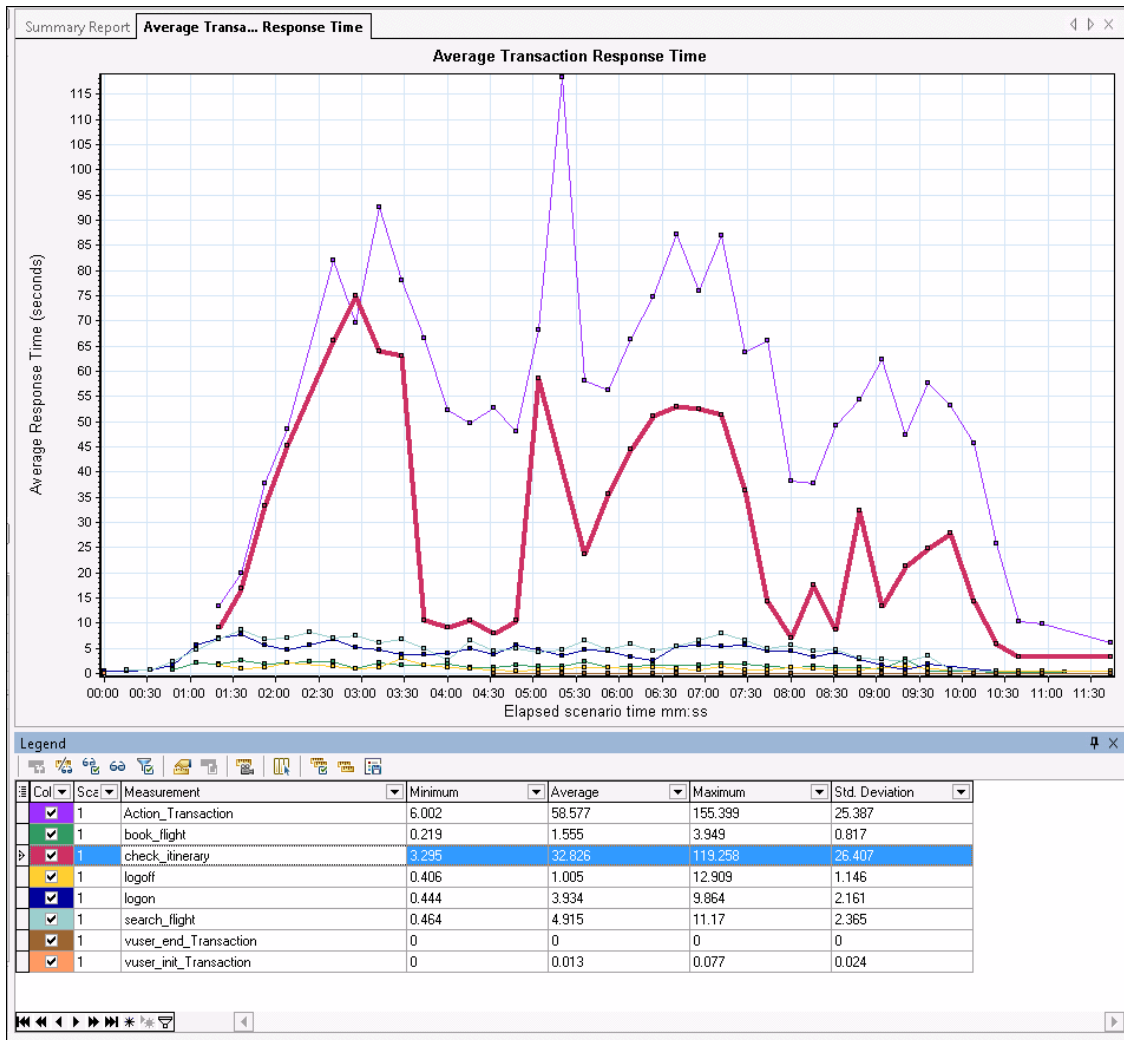 Summary Report
Average Transa... Response Time
Average Transaction Response Time
Average Response Time (seconds)
115
110
105
100
95
90
85
80
75
70
65
60
55
50
45
40
35
30
25
20
15
10
5
0
00:00 00:30 01:00 01:30 02:00 02:30 03:00 03:30 04:00 04:30 05:00 05:30 06:00 06:30 07:00 07:30 08:00 08:30 09:00 09:30 10:00 10:30 11:00 11:30
Elapsed scenario time mm:ss
Legend
Col Sca Measurement Minimum Average Maximum Std. Deviation
1 Action_Transaction 6.002 58.577 155.399 25.387
1 book_flight 0.219 1.555 3.949 0.817
1 check_itinerary 3.295 32.826 119.258 26.407
1 logoff 0.406 1.005 12.909 1.146
1 logon 0.444 3.934 9.864 2.161
1 search_flight 0.464 4.915 11.17 2.365
1 vuser_end_Transaction 0 0 0 0
1 vuser_init_Transaction 0 0.013 0.077 0.024